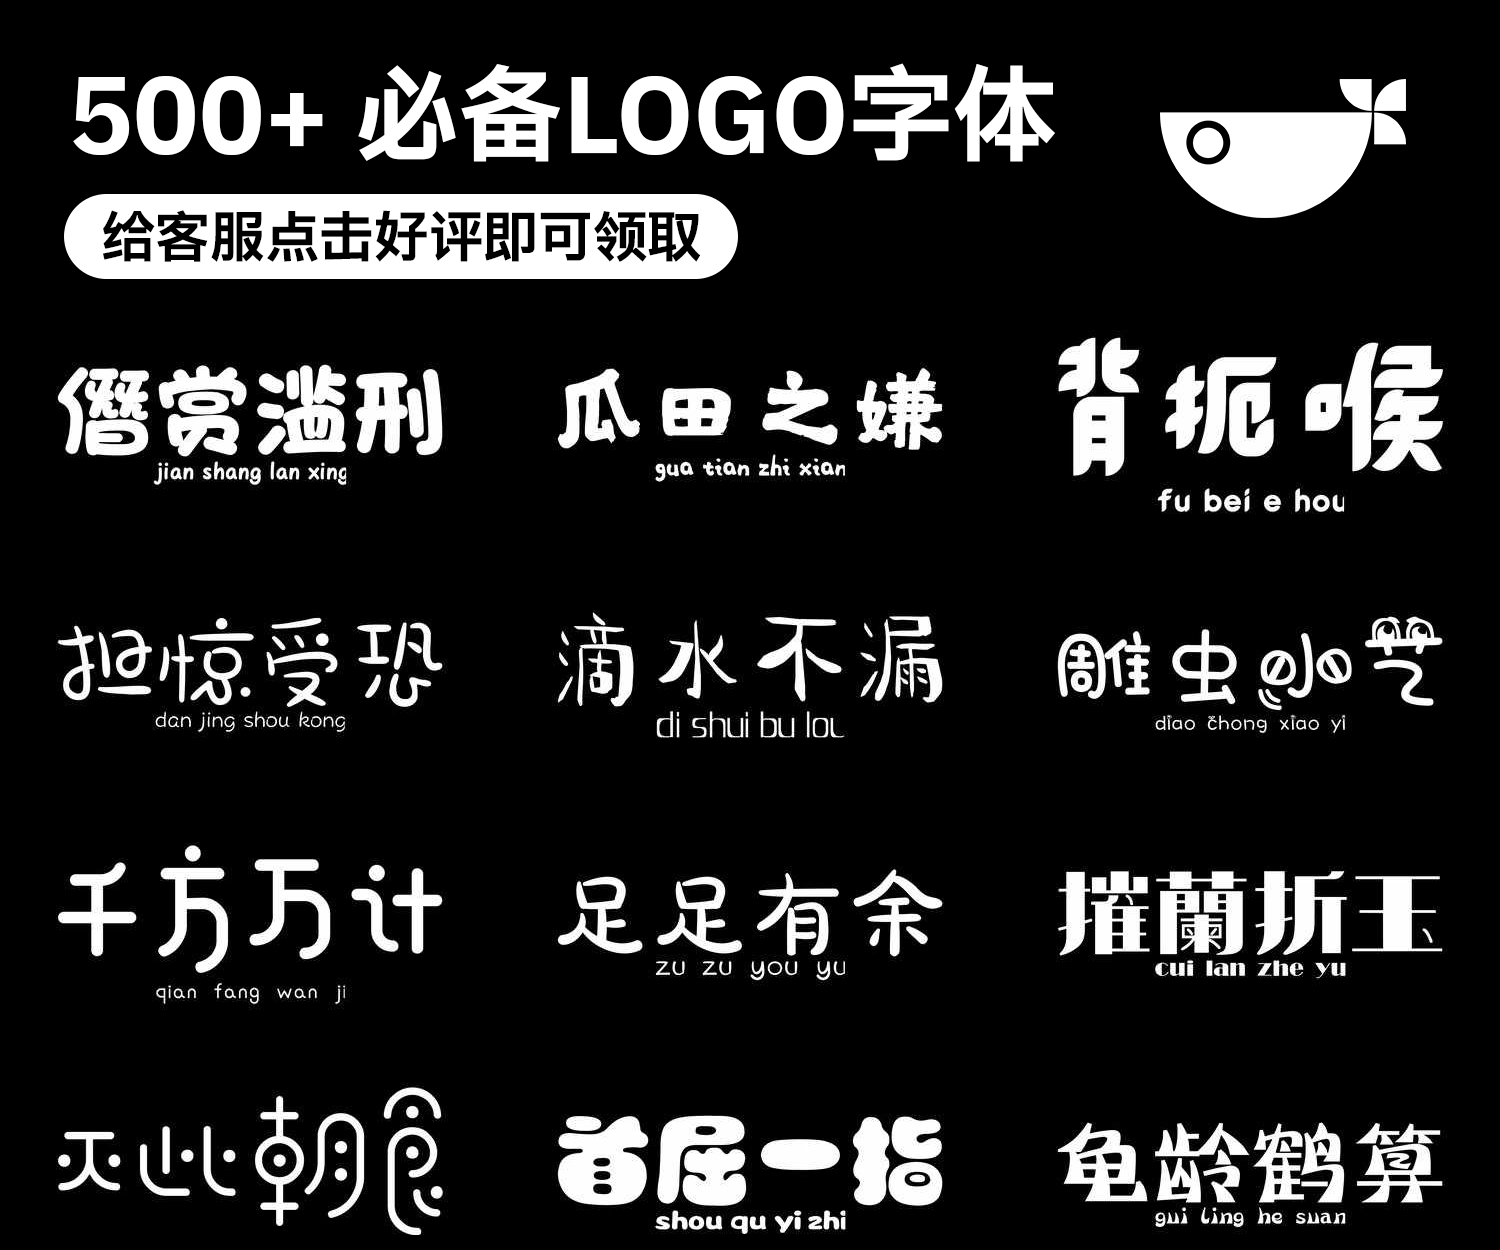 500+ 必备LOGO字体
给客服点击好评即可领取
僭赏滥刑
jian shang lan xing
瓜田之嫌
gua tian zhi xian
背扼喉
fu bei e hou
担惊受恐
dan jing shou kong
滴水不漏
di shui bu lou
雕虫小艺
diao chong xiao yi
千方万计
qian fang wan ji
足足有余
zu zu you yu
摧蘭折玉
cui lan zhe yu
灭此朝食
首屈一指
shou qu yi zhi
龟龄鹤算
gui ling he suan